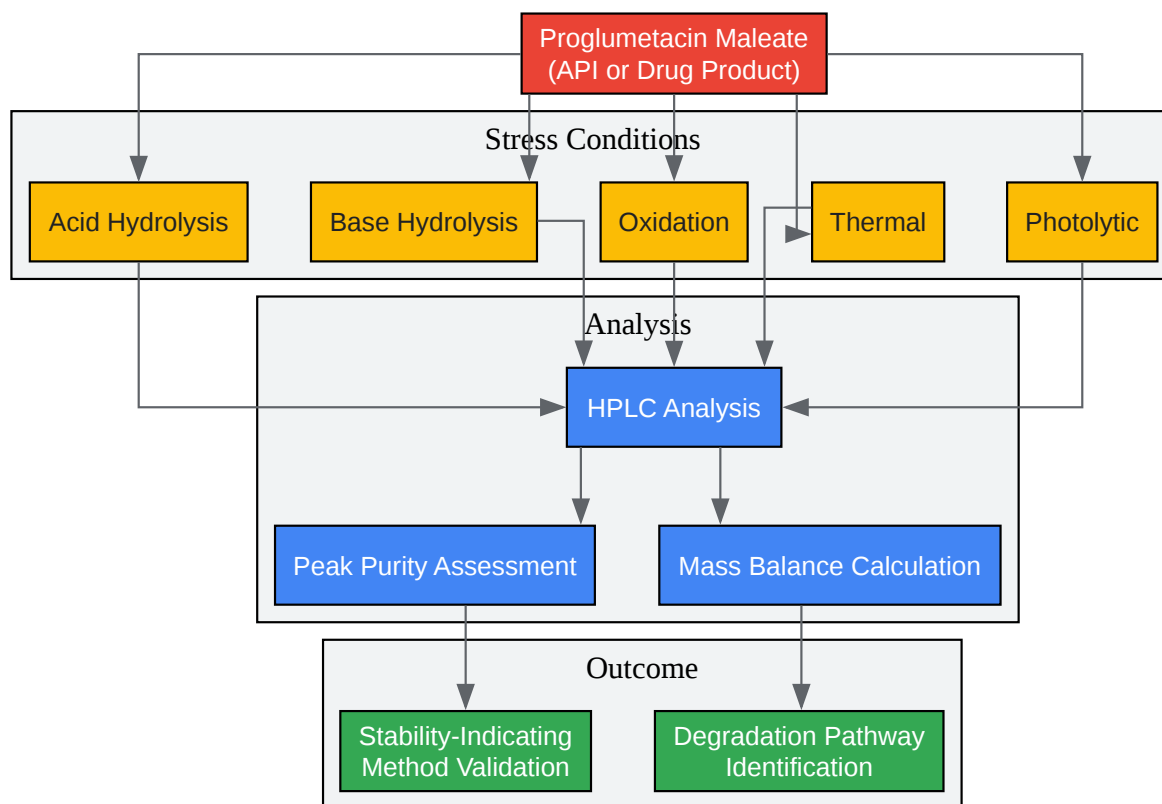 Proglumetacin Maleate
(API or Drug Product)
Stress Conditions
Acid Hydrolysis
Base Hydrolysis
Oxidation
Thermal
Photolytic
Analysis
HPLC Analysis
Peak Purity Assessment
Mass Balance Calculation
Outcome
Stability-Indicating
Method Validation
Degradation Pathway
Identification